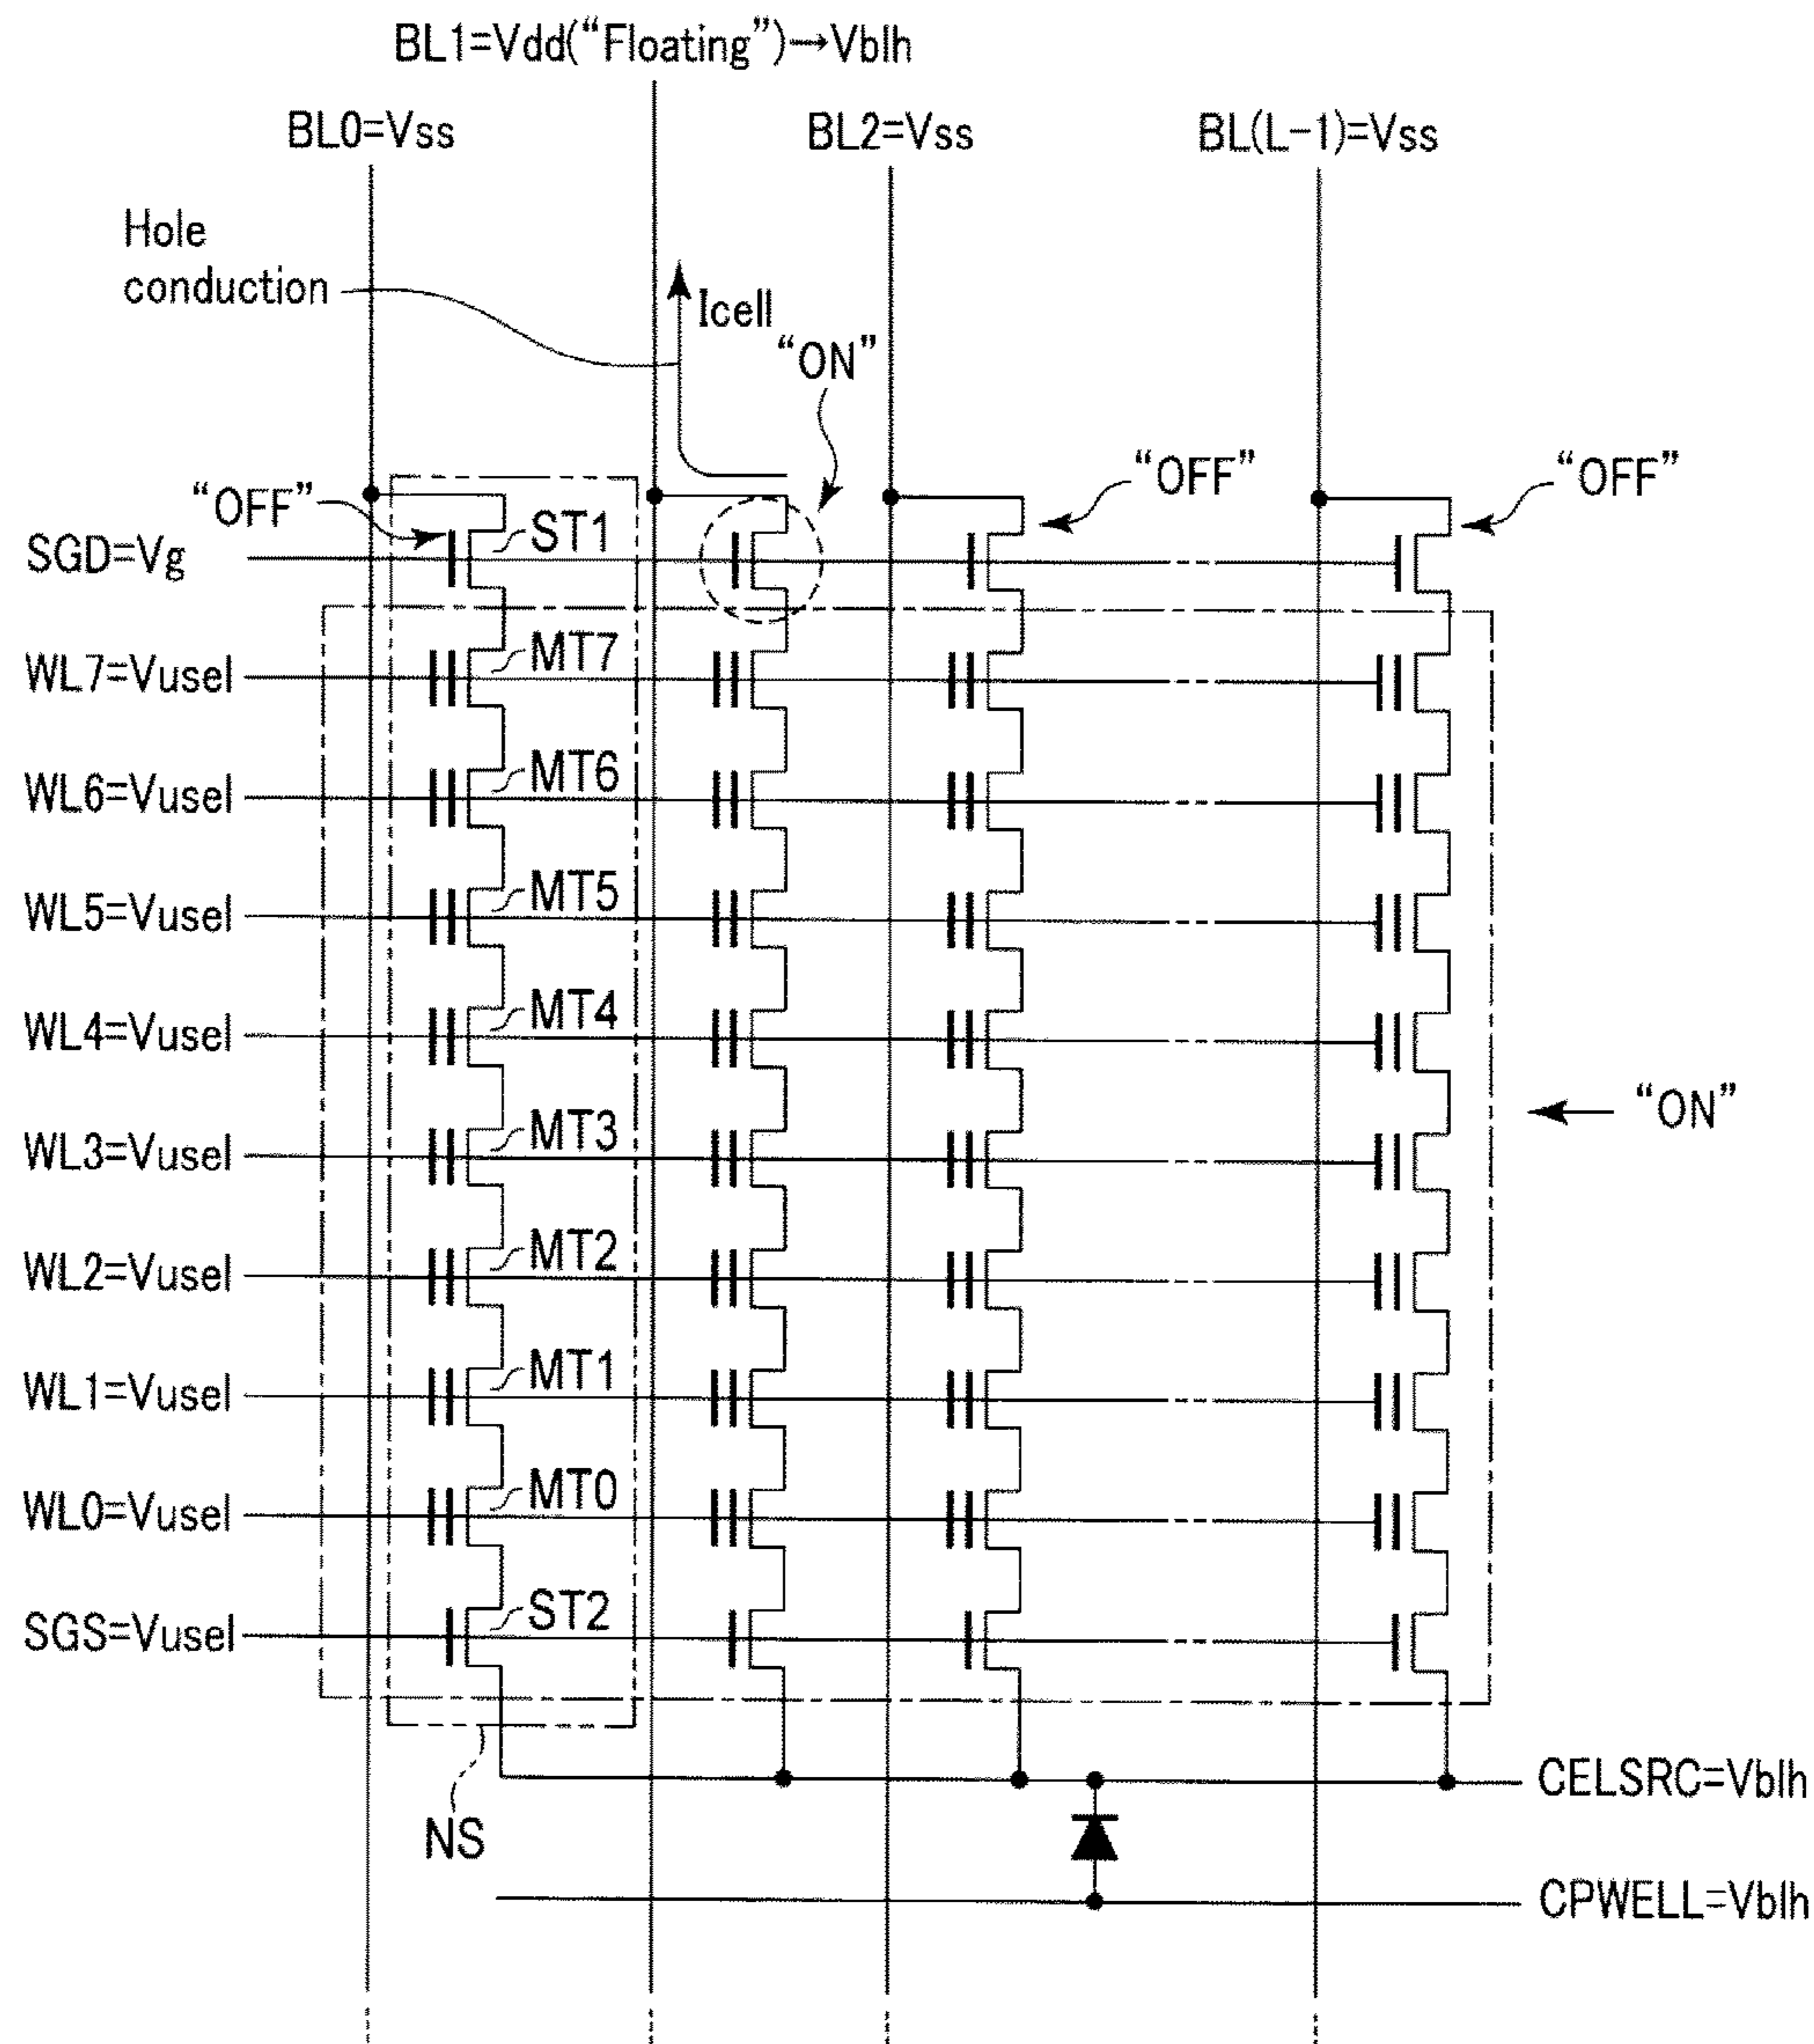 BL1=Vdd(“Floating”)→Vblh
BL0=Vss
BL2=Vss
BL(L-1)=Vss
Hole
conduction
Icell
“ON”
“OFF”
“OFF”
“OFF”
SGD=Vg
ST1
WL7=Vusel
MT7
WL6=Vusel
MT6
WL5=Vusel
MT5
WL4=Vusel
MT4
WL3=Vusel
MT3
“ON”
WL2=Vusel
MT2
WL1=Vusel
MT1
WL0=Vusel
MT0
SGS=Vusel
ST2
CELSRC=Vblh
NS
CPWELL=Vblh